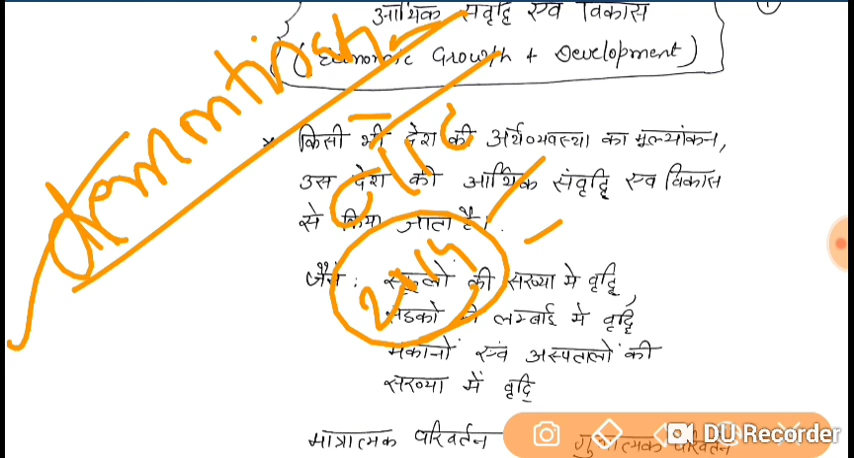 आर्थिक संवृद्दि एवं विकास
(Economic Growth + Development)
* किसी भी देश की अर्थव्यवस्था का मूल्यांकन,
उस देश की आर्थिक संवृद्दि एवं विकास
से किया जाता है।
जैसे: स्कूलों की संख्या मे वृद्दि,
सडको की लम्बाई मे वृद्दि
मकानों एवं अस्पतालों की
संख्या में वृद्दि
मात्रात्मक परिवर्तन
गुणात्मक परिवर्तन
DU Recorder